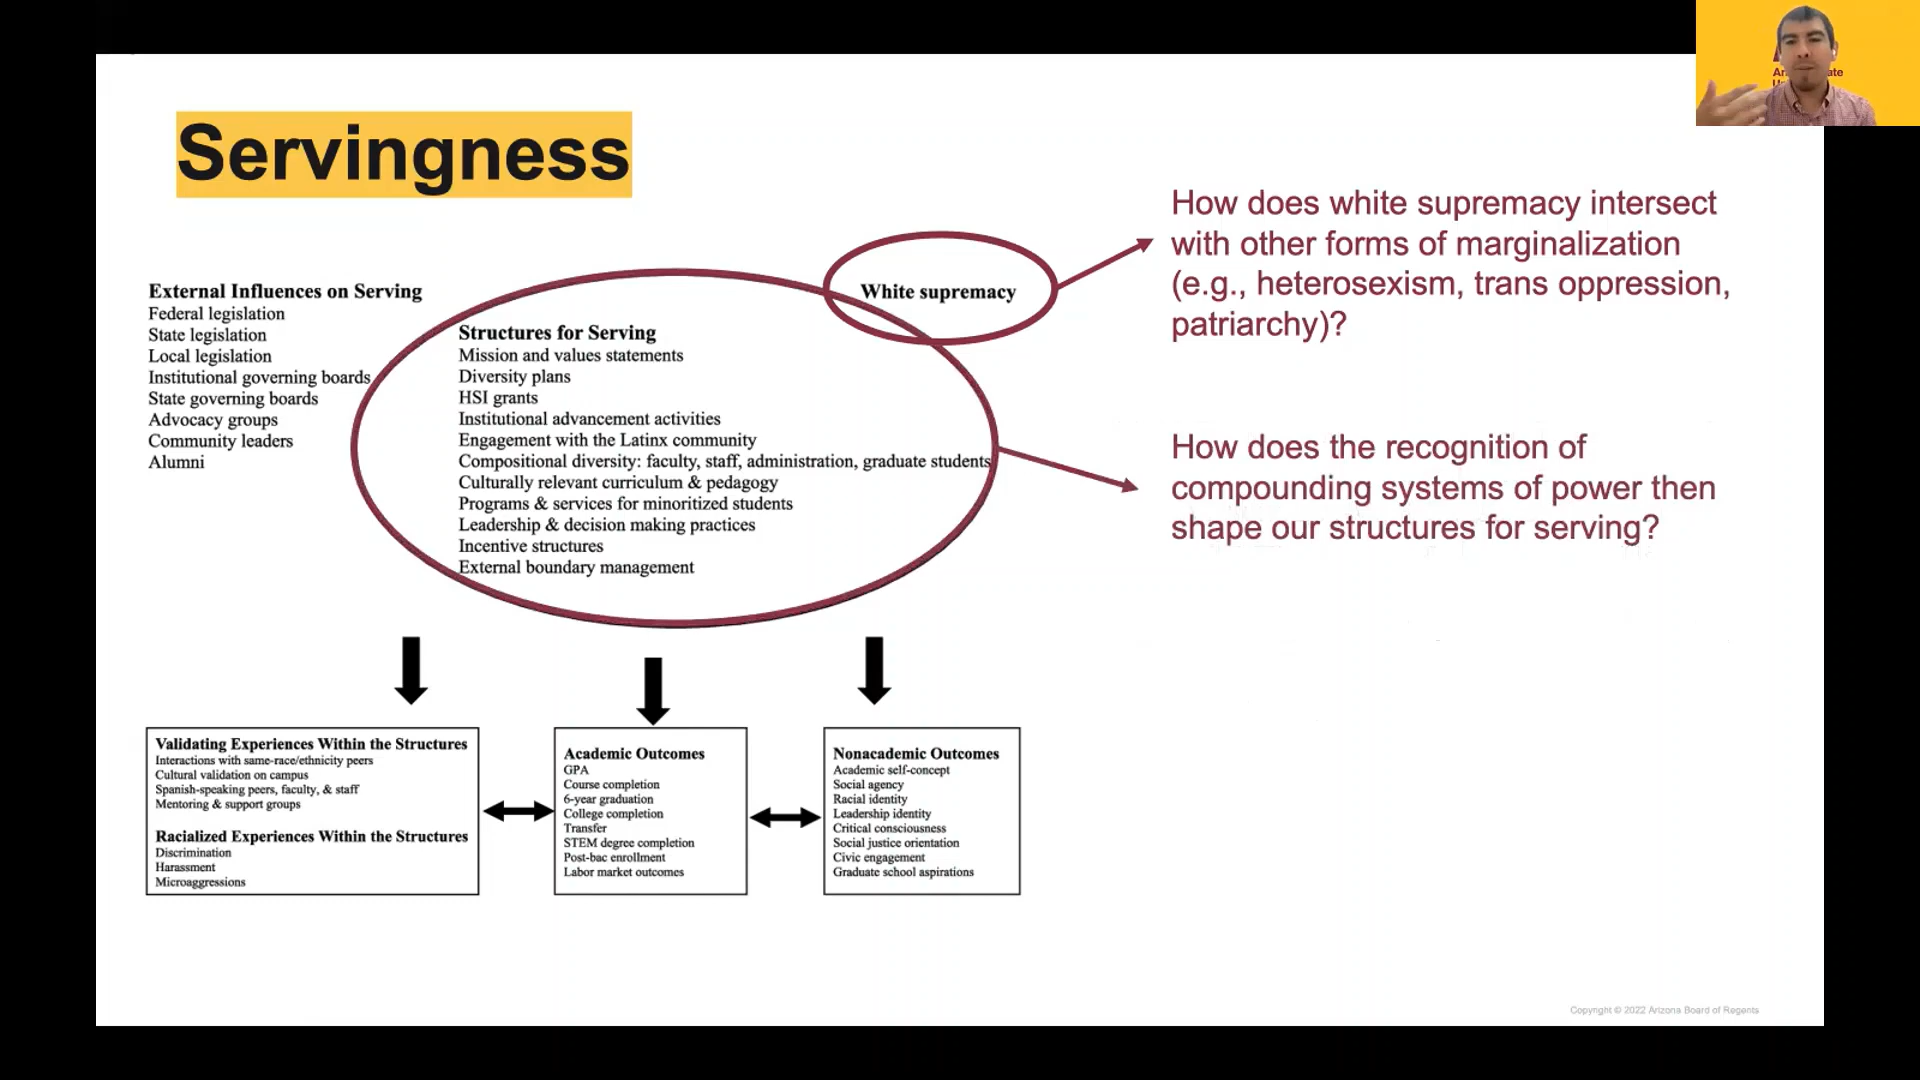 Servingness
External Influences on Serving
Federal legislation
State legislation
Local legislation
Institutional governing boards
State governing boards
Advocacy groups
Community leaders
Alumni
Structures for Serving
Mission and values statements
Diversity plans
HSI grants
Institutional advancement activities
Engagement with the Latinx community
Compositional diversity: faculty, staff, administration, graduate students
Culturally relevant curriculum & pedagogy
Programs & services for minoritized students
Leadership & decision making practices
Incentive structures
External boundary management
White supremacy
How does white supremacy intersect
with other forms of marginalization
(e.g., heterosexism, trans oppression,
patriarchy)?
How does the recognition of
compounding systems of power then
shape our structures for serving?
Validating Experiences Within the Structures
Interactions with same-race/ethnicity peers
Cultural validation on campus
Spanish-speaking peers, faculty, & staff
Mentoring & support groups
Racialized Experiences Within the Structures
Discrimination
Harassment
Microaggressions
Academic Outcomes
GPA
Course completion
6-year graduation
College completion
Transfer
STEM degree completion
Post-bac enrollment
Labor market outcomes
Nonacademic Outcomes
Academic self-concept
Social agency
Racial identity
Leadership identity
Critical consciousness
Social justice orientation
Civic engagement
Graduate school aspirations
Copyright © 2022 Arizona Board of Regents